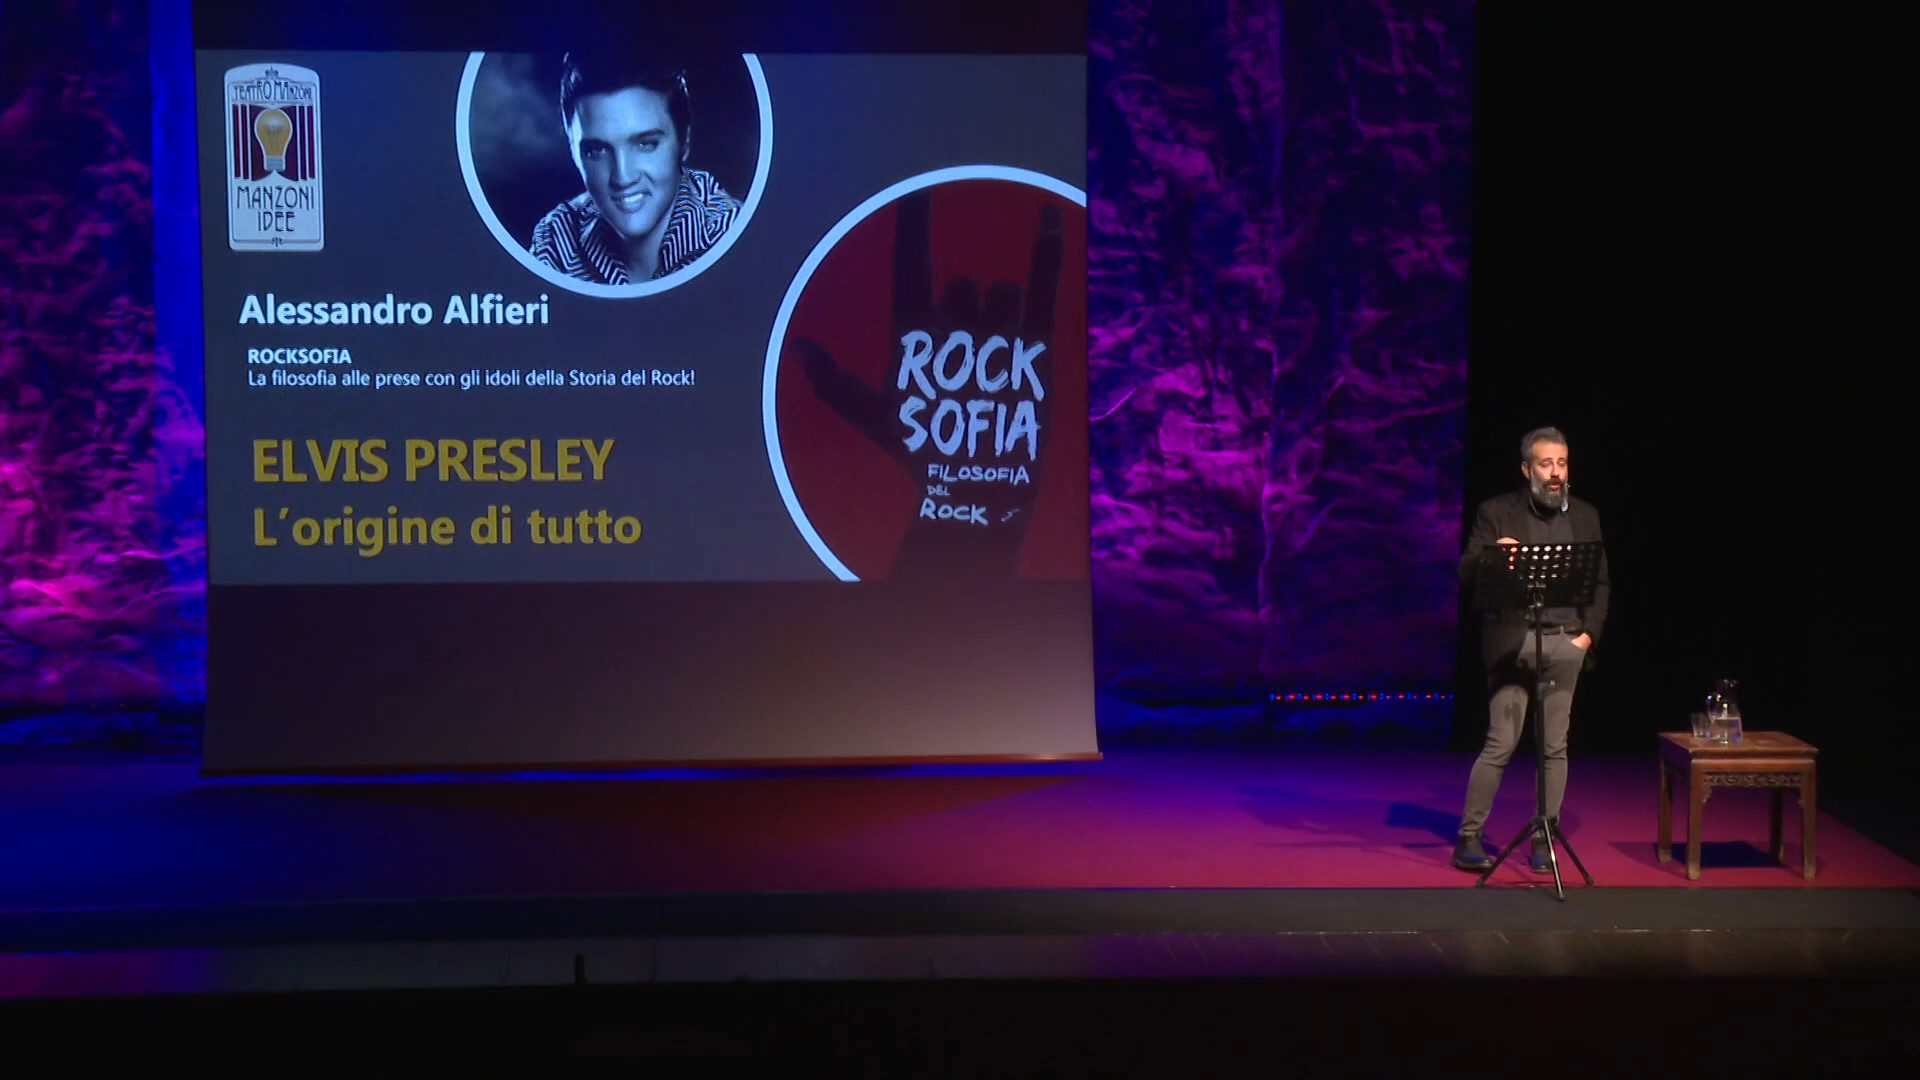 TEATRO MANZONI
MANZONI
IDEE
Alessandro Alfieri
ROCKSOFIA
La filosofia alle prese con gli idoli della Storia del Rock!
ELVIS PRESLEY
L'origine di tutto
ROCK
SOFIA
FILOSOFIA
DEL
ROCK